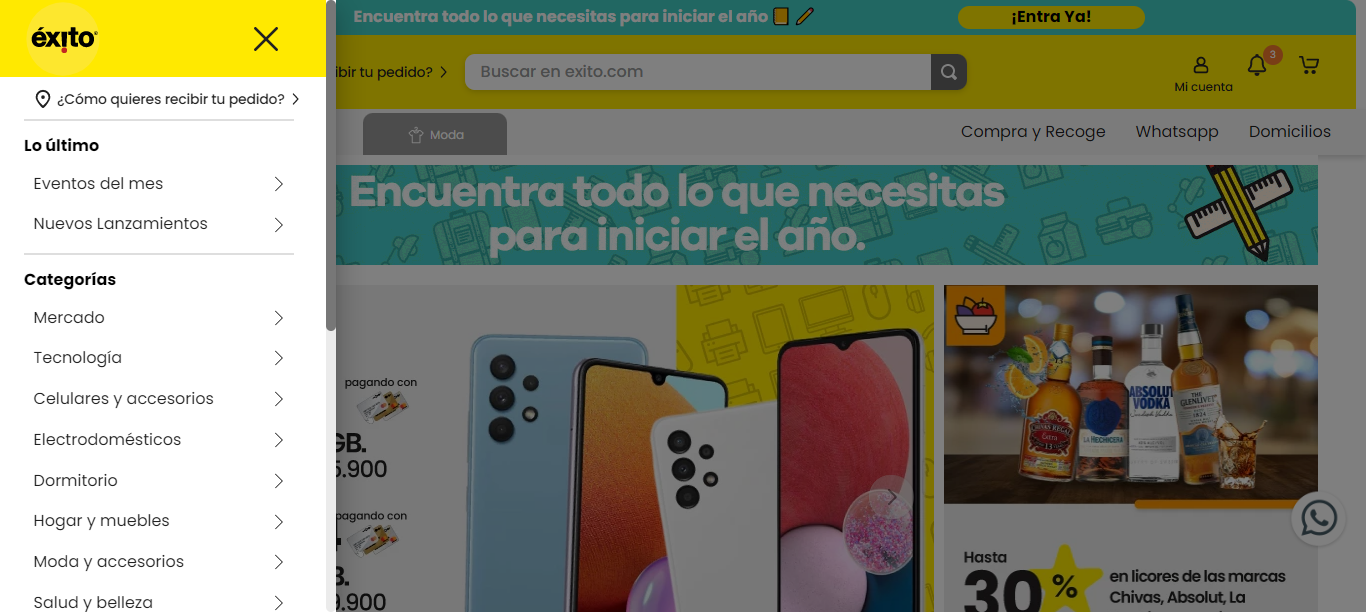 éxito
¿Cómo quieres recibir tu pedido?
Lo último
Eventos del mes
Nuevos Lanzamientos
Categorías
Mercado
Tecnología
Celulares y accesorios
Electrodomésticos
Dormitorio
Hogar y muebles
Moda y accesorios
Salud y belleza
Encuentra todo lo que necesitas para iniciar el año
¡Entra Ya!
ibir tu pedido?
Buscar en exito.com
Mi cuenta
3
Moda
Compra y Recoge
Whatsapp
Domicilios
Encuentra todo lo que necesitas
para iniciar el año.
pagando con
GB.
5.900
pagando con
B.
9.900
CHIVAS REGAL
Extra
13
LA HECHICERA
ABSOLUT
VODKA
THE
GLENLIVET
1824
Hasta
30%
en licores de las marcas
Chivas, Absolut, La